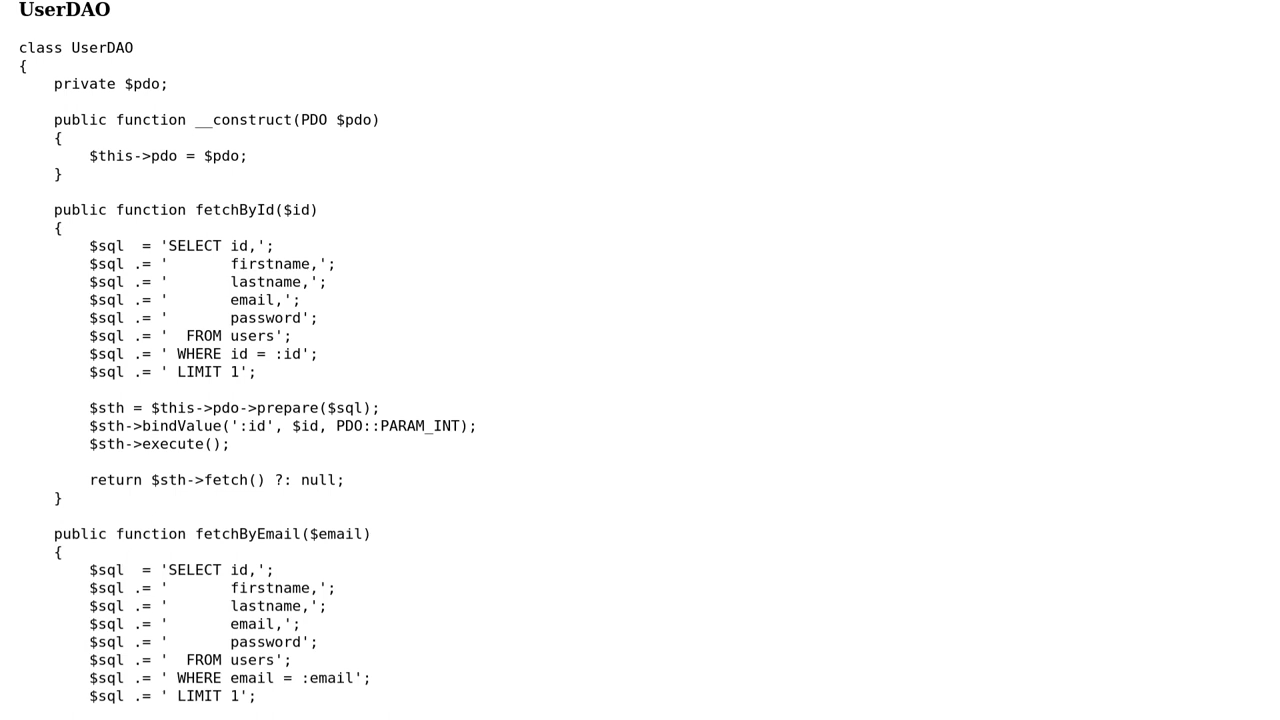 UserDAO
class UserDAO
{
    private $pdo;

    public function __construct(PDO $pdo)
    {
        $this->pdo = $pdo;
    }

    public function fetchById($id)
    {
        $sql  = 'SELECT id,';
        $sql .= '       firstname,';
        $sql .= '       lastname,';
        $sql .= '       email,';
        $sql .= '       password';
        $sql .= '  FROM users';
        $sql .= ' WHERE id = :id';
        $sql .= ' LIMIT 1';

        $sth = $this->pdo->prepare($sql);
        $sth->bindValue(':id', $id, PDO::PARAM_INT);
        $sth->execute();

        return $sth->fetch() ?: null;
    }

    public function fetchByEmail($email)
    {
        $sql  = 'SELECT id,';
        $sql .= '       firstname,';
        $sql .= '       lastname,';
        $sql .= '       email,';
        $sql .= '       password';
        $sql .= '  FROM users';
        $sql .= ' WHERE email = :email';
        $sql .= ' LIMIT 1';